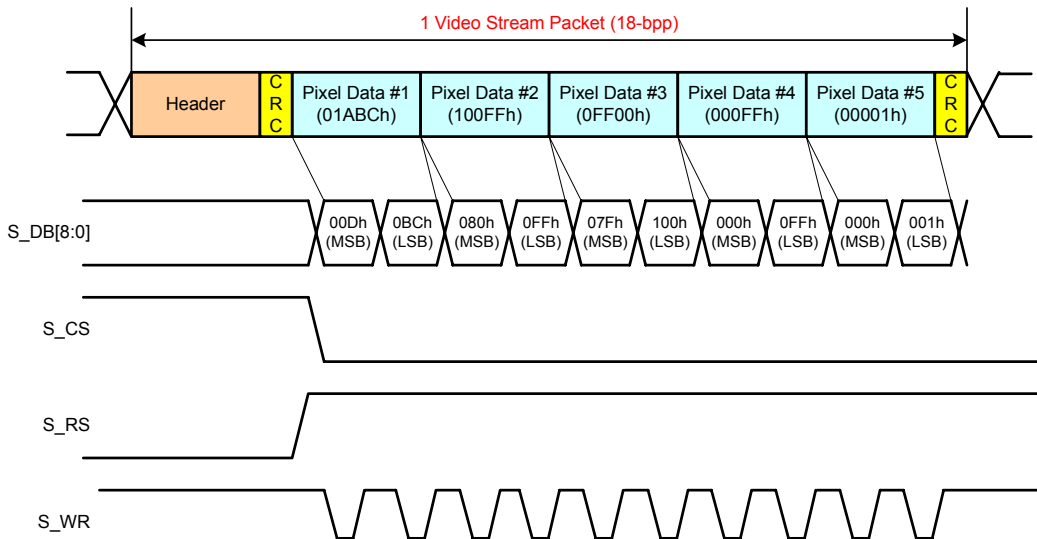 1 Video Stream Packet (18-bpp)
Header
C
R
C
Pixel Data #1
(01ABCh)
Pixel Data #2
(100FFh)
Pixel Data #3
(0FF00h)
Pixel Data #4
(000FFh)
Pixel Data #5
(00001h)
C
R
C
S_DB[8:0]
00Dh
(MSB)
0BCh
(LSB)
080h
(MSB)
0FFh
(LSB)
07Fh
(MSB)
100h
(LSB)
000h
(MSB)
0FFh
(LSB)
000h
(MSB)
001h
(LSB)
S_CS
S_RS
S_WR